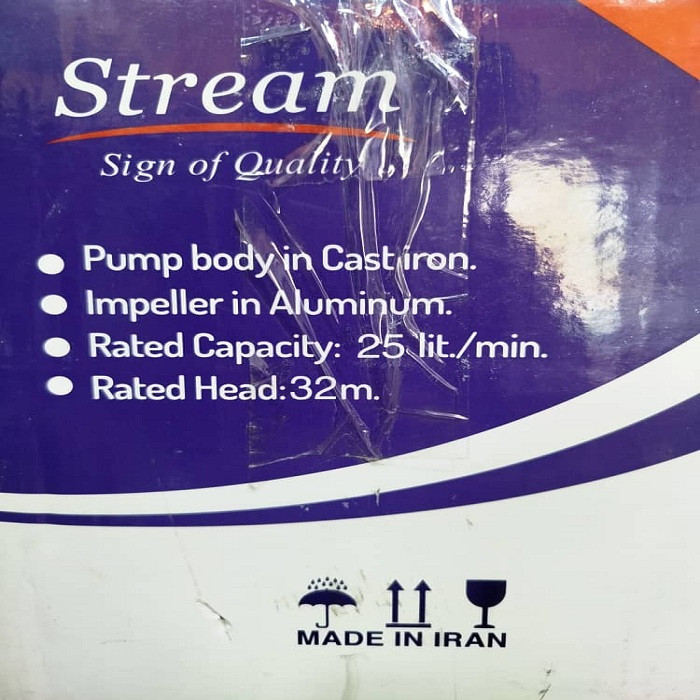 Stream
Sign of Quality
Pump body in Cast iron.
Impeller in Aluminum.
Rated Capacity: 25 lit./min.
Rated Head:32m.
MADE IN IRAN